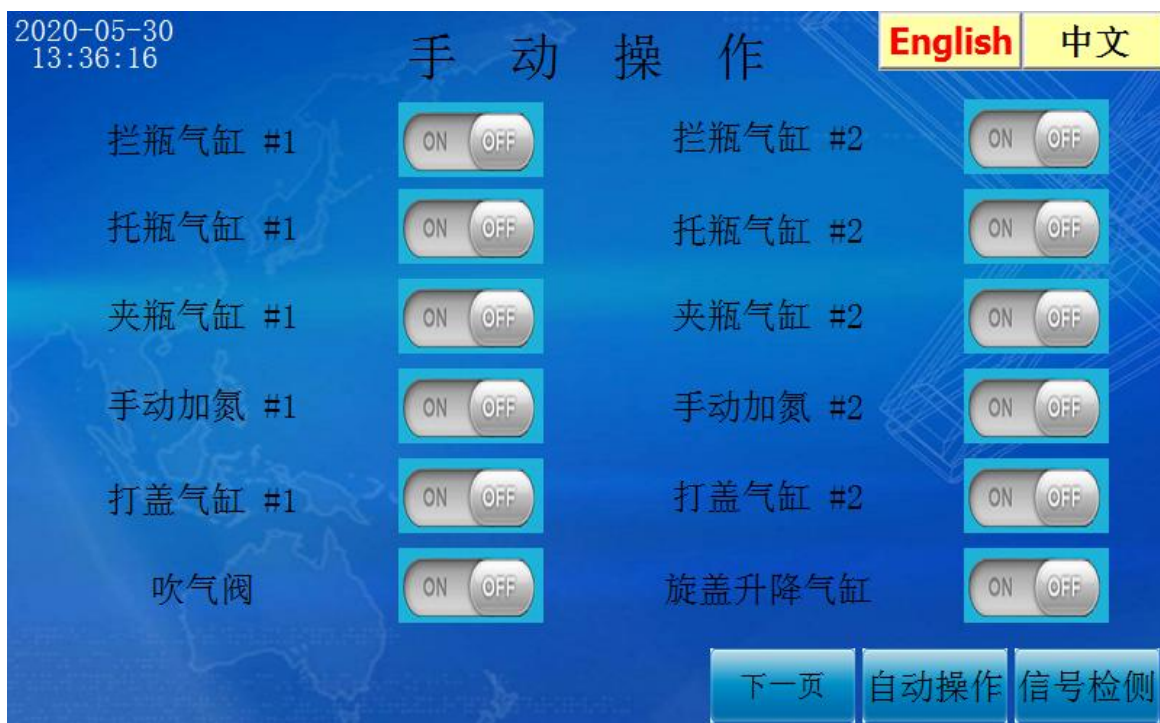 2020-05-30
13:36:16
手 动 操 作
English 中文
拦瓶气缸 #1 ON OFF 拦瓶气缸 #2 ON OFF
托瓶气缸 #1 ON OFF 托瓶气缸 #2 ON OFF
夹瓶气缸 #1 ON OFF 夹瓶气缸 #2 ON OFF
手动加氮 #1 ON OFF 手动加氮 #2 ON OFF
打盖气缸 #1 ON OFF 打盖气缸 #2 ON OFF
吹气阀 ON OFF 旋盖升降气缸 ON OFF
下一页 自动操作 信号检侧